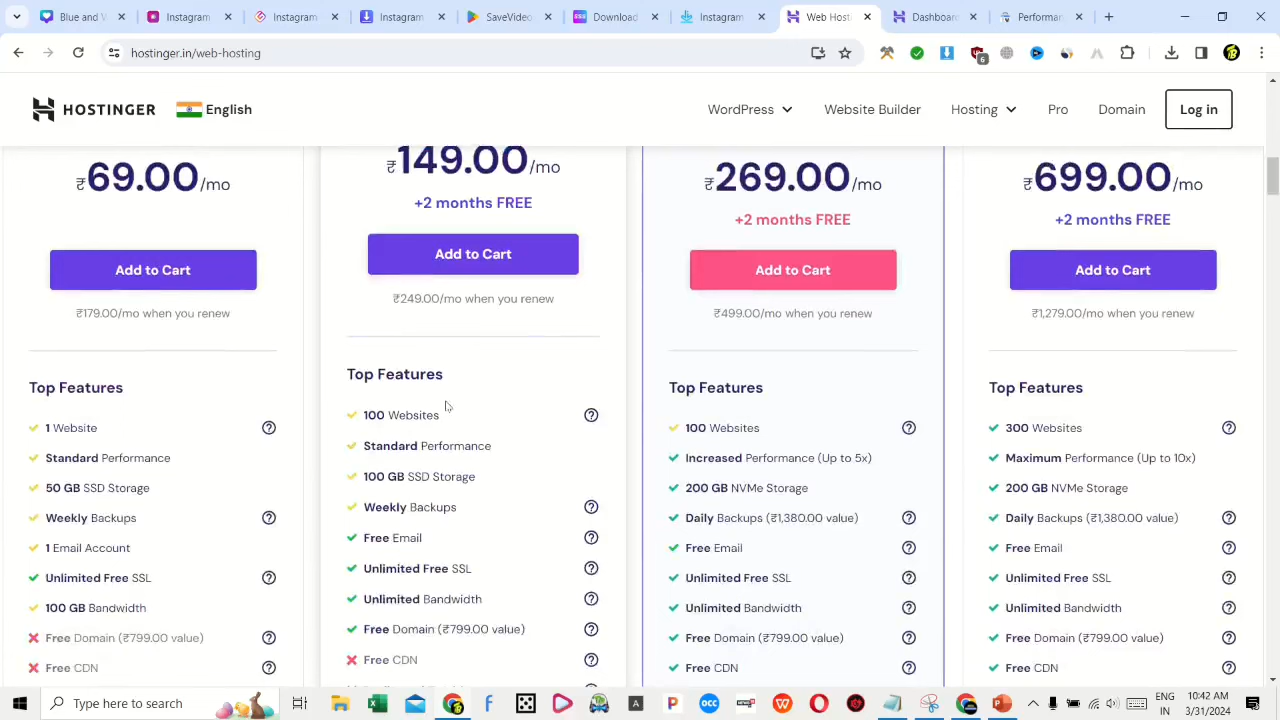 Blue and V
Instagram
Instagram
Instagram
SaveVideo
Download
Instagram
Web Hos
Dashboar
Performar
hostinger.in/web-hosting
6
HOSTINGER
English
WordPress
Website Builder
Hosting
Pro
Domain
Log in
₹69.00/mo
Add to Cart
₹179.00/mo when you renew
Top Features
1 Website
Standard Performance
50 GB SSD Storage
Weekly Backups
1 Email Account
Unlimited Free SSL
100 GB Bandwidth
Free Domain (₹799.00 value)
Free CDN
₹149.00/mo
+2 months FREE
Add to Cart
₹249.00/mo when you renew
Top Features
100 Websites
Standard Performance
100 GB SSD Storage
Weekly Backups
Free Email
Unlimited Free SSL
Unlimited Bandwidth
Free Domain (₹799.00 value)
Free CDN
₹269.00/mo
+2 months FREE
Add to Cart
₹499.00/mo when you renew
Top Features
100 Websites
Increased Performance (Up to 5x)
200 GB NVMe Storage
Daily Backups (₹1,380.00 value)
Free Email
Unlimited Free SSL
Unlimited Bandwidth
Free Domain (₹799.00 value)
Free CDN
₹699.00/mo
+2 months FREE
Add to Cart
₹1,279.00/mo when you renew
Top Features
300 Websites
Maximum Performance (Up to 10x)
200 GB NVMe Storage
Daily Backups (₹1,380.00 value)
Free Email
Unlimited Free SSL
Unlimited Bandwidth
Free Domain (₹799.00 value)
Free CDN
Type here to search
ENG
IN
10:42 AM
3/31/2024